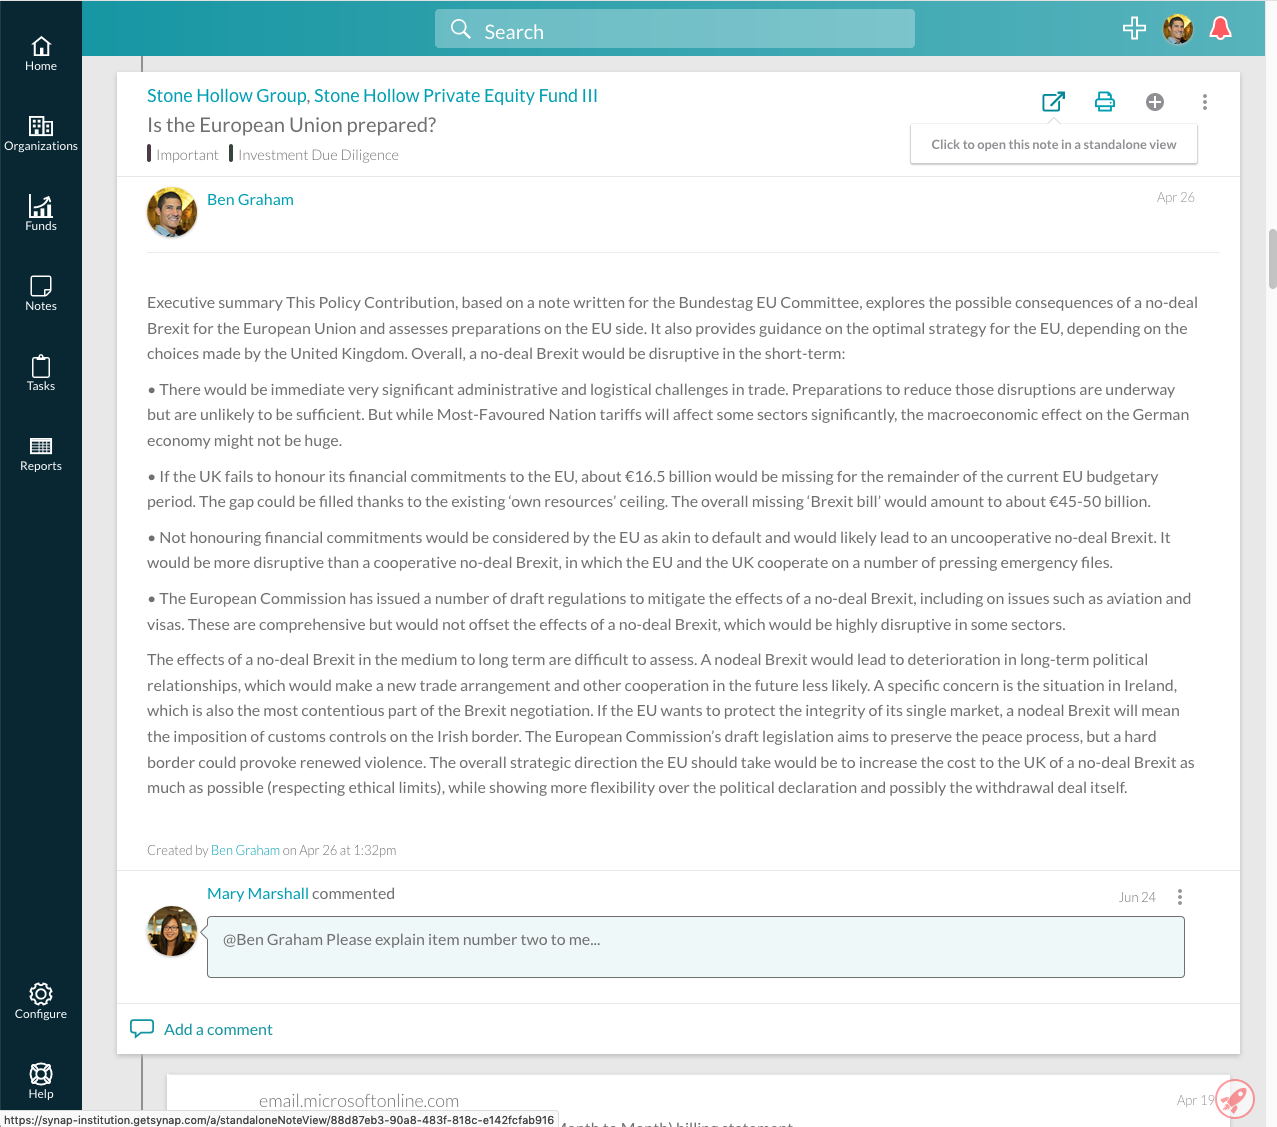 Search
Home
Organizations
Funds
Notes
Tasks
Reports
Configure
Help
Stone Hollow Group, Stone Hollow Private Equity Fund III
Is the European Union prepared?
Important Investment Due Diligence
Click to open this note in a standalone view
Ben Graham
Apr 26
Executive summary This Policy Contribution, based on a note written for the Bundestag EU Committee, explores the possible consequences of a no-deal
Brexit for the European Union and assesses preparations on the EU side. It also provides guidance on the optimal strategy for the EU, depending on the
choices made by the United Kingdom. Overall, a no-deal Brexit would be disruptive in the short-term:
• There would be immediate very significant administrative and logistical challenges in trade. Preparations to reduce those disruptions are underway
but are unlikely to be sufficient. But while Most-Favoured Nation tariffs will affect some sectors significantly, the macroeconomic effect on the German
economy might not be huge.
• If the UK fails to honour its financial commitments to the EU, about €16.5 billion would be missing for the remainder of the current EU budgetary
period. The gap could be filled thanks to the existing ‘own resources’ ceiling. The overall missing ‘Brexit bill’ would amount to about €45-50 billion.
• Not honouring financial commitments would be considered by the EU as akin to default and would likely lead to an uncooperative no-deal Brexit. It
would be more disruptive than a cooperative no-deal Brexit, in which the EU and the UK cooperate on a number of pressing emergency files.
• The European Commission has issued a number of draft regulations to mitigate the effects of a no-deal Brexit, including on issues such as aviation and
visas. These are comprehensive but would not offset the effects of a no-deal Brexit, which would be highly disruptive in some sectors.
The effects of a no-deal Brexit in the medium to long term are difficult to assess. A nodeal Brexit would lead to deterioration in long-term political
relationships, which would make a new trade arrangement and other cooperation in the future less likely. A specific concern is the situation in Ireland,
which is also the most contentious part of the Brexit negotiation. If the EU wants to protect the integrity of its single market, a nodeal Brexit will mean
the imposition of customs controls on the Irish border. The European Commission’s draft legislation aims to preserve the peace process, but a hard
border could provoke renewed violence. The overall strategic direction the EU should take would be to increase the cost to the UK of a no-deal Brexit as
much as possible (respecting ethical limits), while showing more flexibility over the political declaration and possibly the withdrawal deal itself.
Created by Ben Graham on Apr 26 at 1:32pm
Mary Marshall commented
Jun 24
@Ben Graham Please explain item number two to me...
Add a comment
email.microsoftonline.com
Apr 19
https://synap-institution.getsynap.com/a/standaloneNoteView/88d87eb3-90a8-483f-818c-e142fcfab916
to Month) billing statement